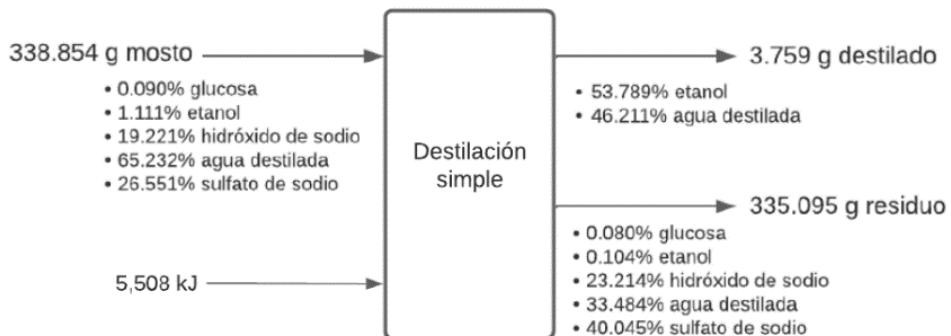 338.854 g mosto
• 0.090% glucosa
• 1.111% etanol
• 19.221% hidróxido de sodio
• 65.232% agua destilada
• 26.551% sulfato de sodio
5,508 kJ
Destilación
simple
3.759 g destilado
• 53.789% etanol
• 46.211% agua destilada
335.095 g residuo
• 0.080% glucosa
• 0.104% etanol
• 23.214% hidróxido de sodio
• 33.484% agua destilada
• 40.045% sulfato de sodio